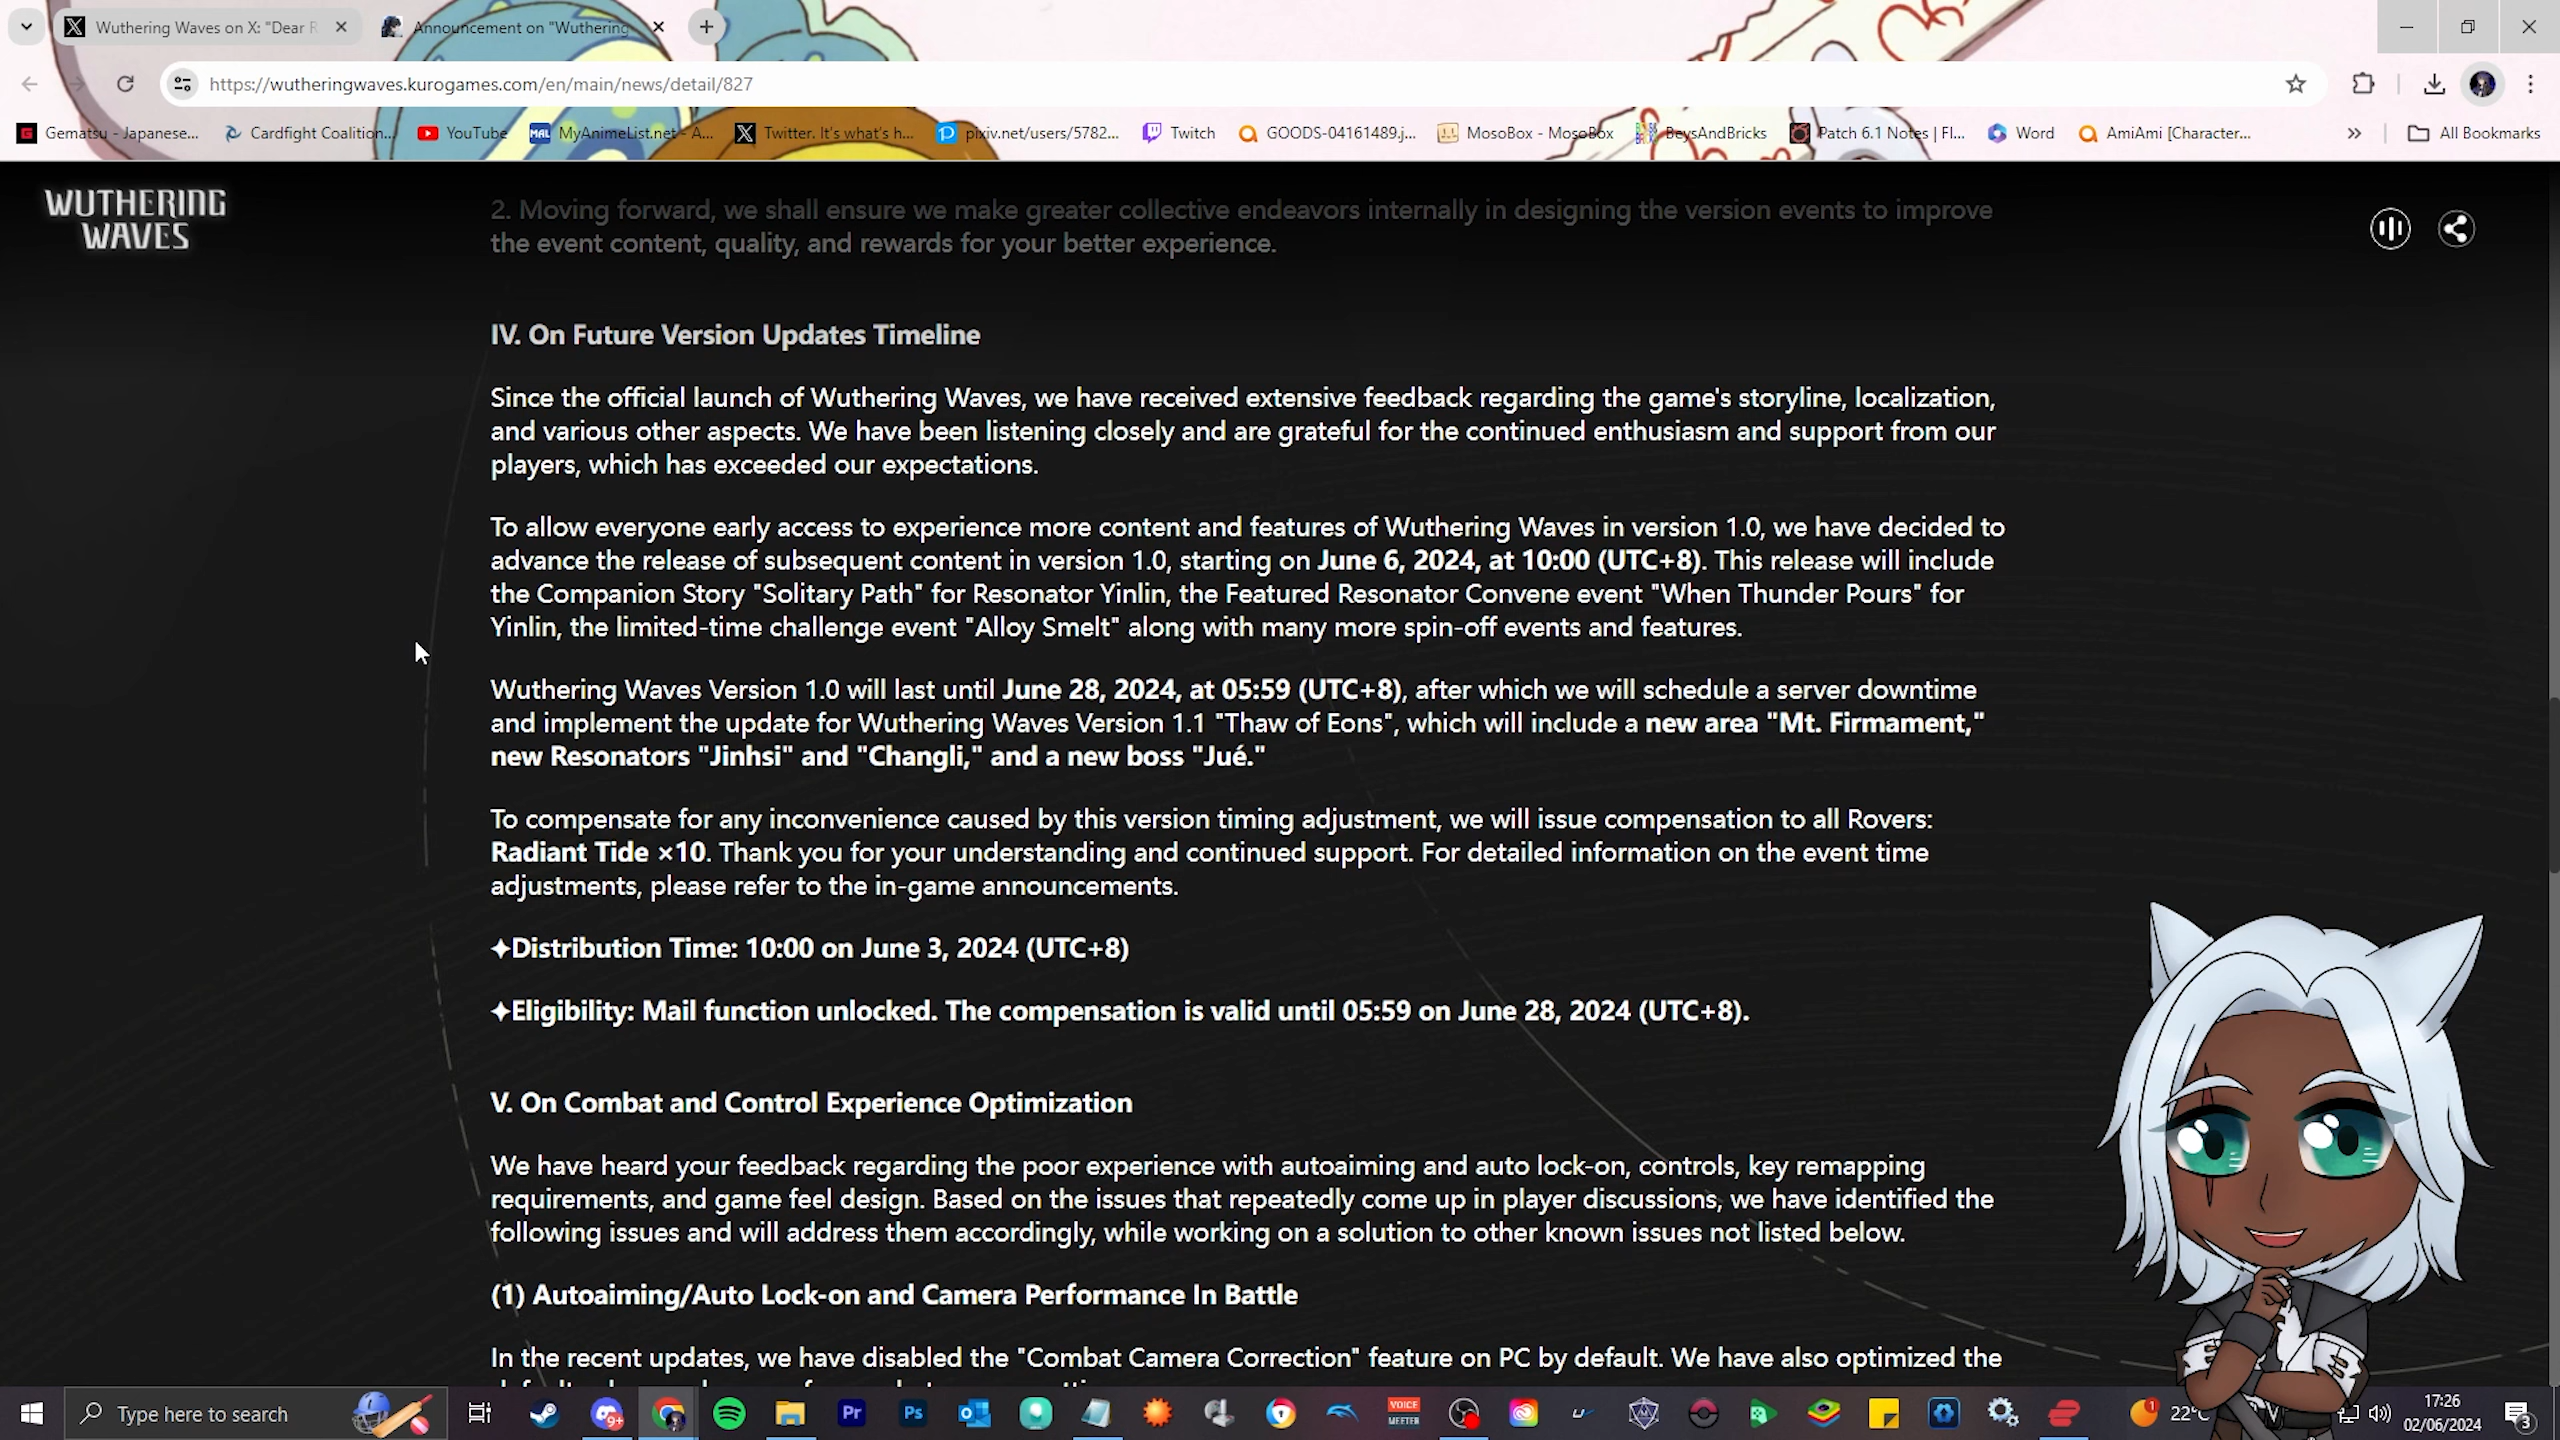 Wuthering Waves on X: "Dear R
Announcement on "Wuthering
https://wutheringwaves.kurogames.com/en/main/news/detail/827
Gematsu - Japanese...
Cardfight Coalition...
YouTube
MAL
MyAnimeList.net - A...
Twitter. It's what's h...
pixiv.net/users/5782...
Twitch
GOODS-04161489.j...
MosoBox - MosoBox
BeysAndBricks
Patch 6.1 Notes | Fl...
Word
AmiAmi [Character...
All Bookmarks
WUTHERING
WAVES
2. Moving forward, we shall ensure we make greater collective endeavors internally in designing the version events to improve
the event content, quality, and rewards for your better experience.
IV. On Future Version Updates Timeline
Since the official launch of Wuthering Waves, we have received extensive feedback regarding the game's storyline, localization,
and various other aspects. We have been listening closely and are grateful for the continued enthusiasm and support from our
players, which has exceeded our expectations.
To allow everyone early access to experience more content and features of Wuthering Waves in version 1.0, we have decided to
advance the release of subsequent content in version 1.0, starting on June 6, 2024, at 10:00 (UTC+8). This release will include
the Companion Story "Solitary Path" for Resonator Yinlin, the Featured Resonator Convene event "When Thunder Pours" for
Yinlin, the limited-time challenge event "Alloy Smelt" along with many more spin-off events and features.
Wuthering Waves Version 1.0 will last until June 28, 2024, at 05:59 (UTC+8), after which we will schedule a server downtime
and implement the update for Wuthering Waves Version 1.1 "Thaw of Eons", which will include a new area "Mt. Firmament,"
new Resonators "Jinhsi" and "Changli," and a new boss "Jué."
To compensate for any inconvenience caused by this version timing adjustment, we will issue compensation to all Rovers:
Radiant Tide ×10. Thank you for your understanding and continued support. For detailed information on the event time
adjustments, please refer to the in-game announcements.
✦Distribution Time: 10:00 on June 3, 2024 (UTC+8)
✦Eligibility: Mail function unlocked. The compensation is valid until 05:59 on June 28, 2024 (UTC+8).
V. On Combat and Control Experience Optimization
We have heard your feedback regarding the poor experience with autoaiming and auto lock-on, controls, key remapping
requirements, and game feel design. Based on the issues that repeatedly come up in player discussions, we have identified the
following issues and will address them accordingly, while working on a solution to other known issues not listed below.
(1) Autoaiming/Auto Lock-on and Camera Performance In Battle
In the recent updates, we have disabled the "Combat Camera Correction" feature on PC by default. We have also optimized the
Type here to search
9+
Pr
Ps
VOICE
MEETER
1
22°C
17:26
02/06/2024
3